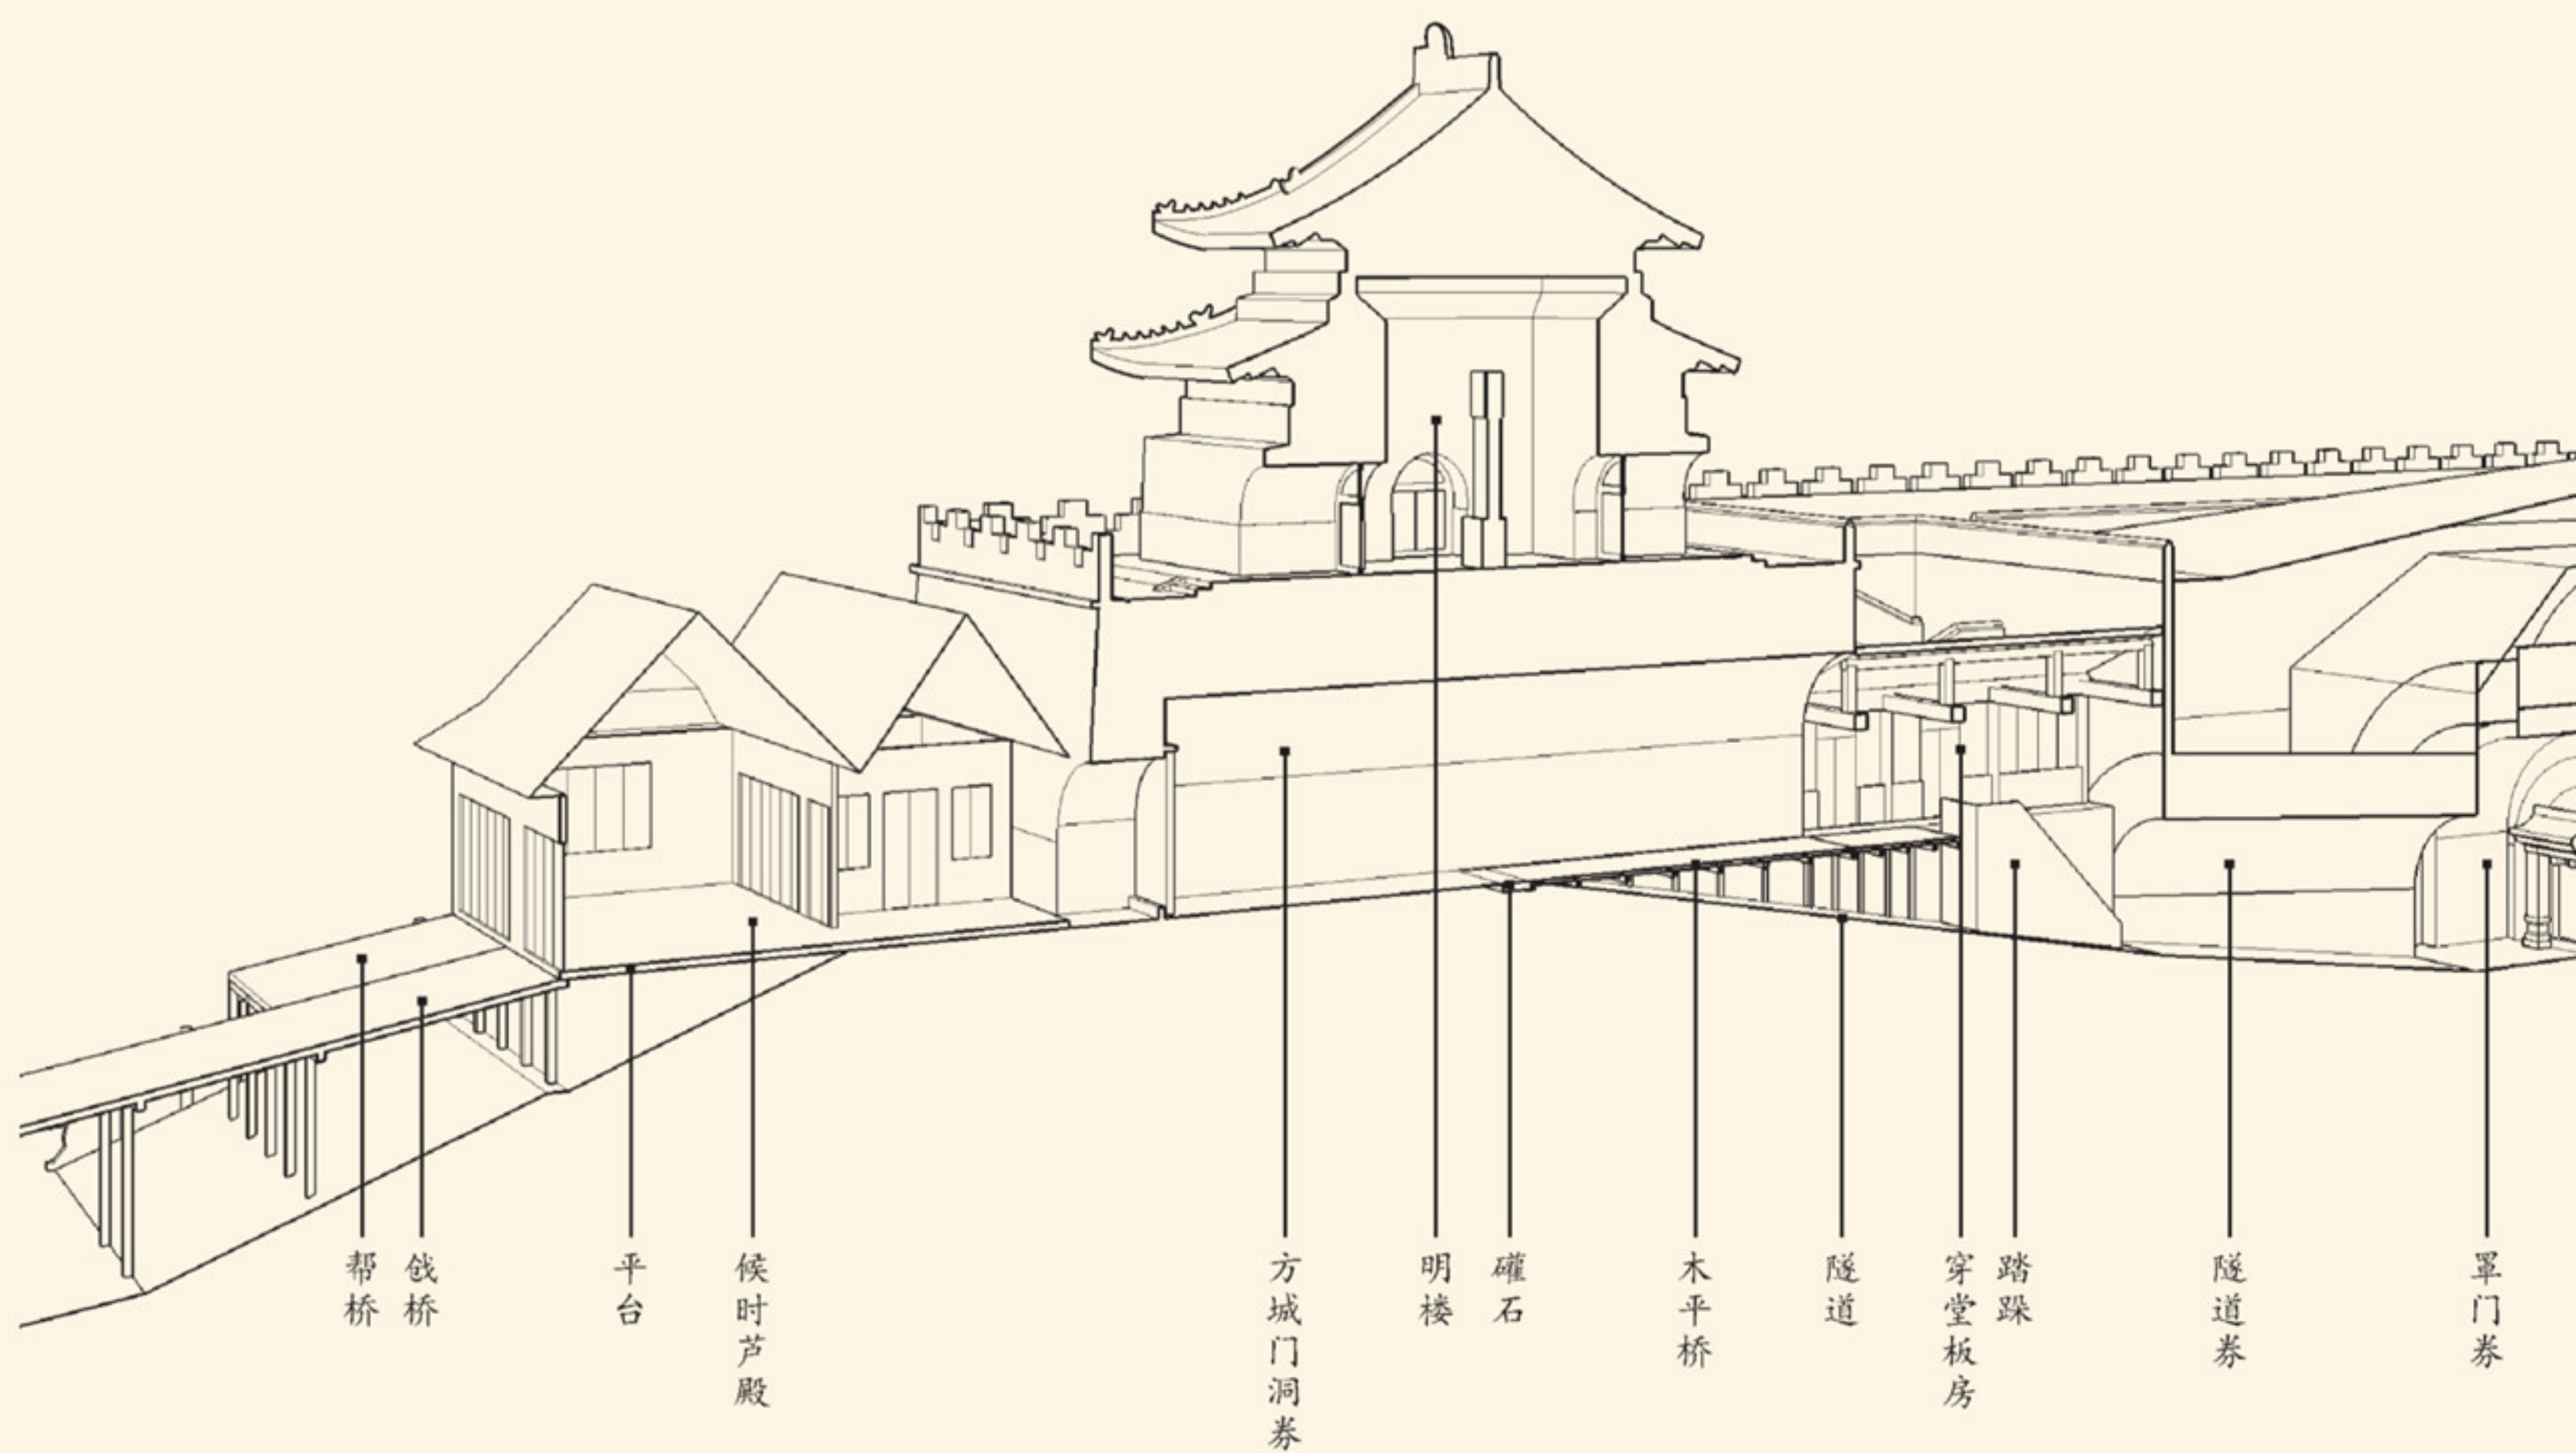 帮桥
戗桥
平台
候时芦殿
方城门洞券
明楼
礶石
木平桥
隧道
穿堂板房
踏跺
隧道券
罩门券